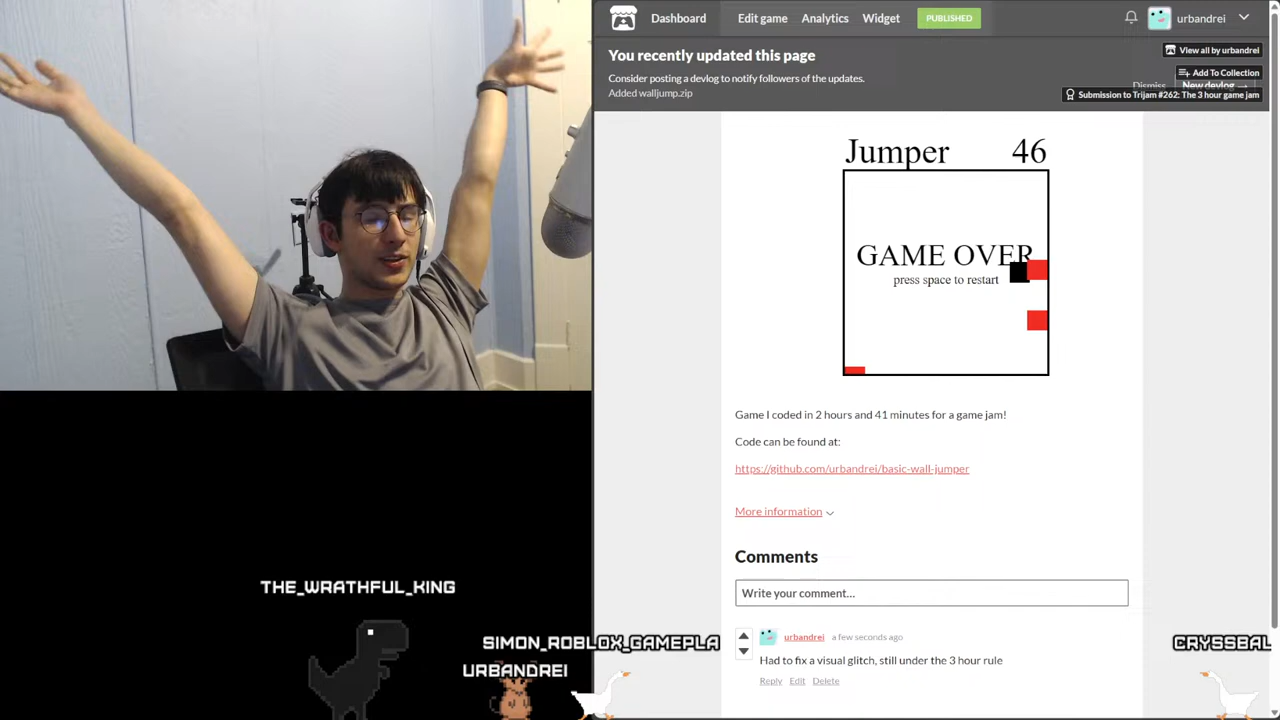 Dashboard Edit game Analytics Widget PUBLISHED urbandrei
You recently updated this page
View all by urbandrei
Consider posting a devlog to notify followers of the updates.
Add To Collection
Dismiss New devlog →
Added walljump.zip
Submission to Trijam #262: The 3 hour game jam
Jumper 46
GAME OVER
press space to restart
Game I coded in 2 hours and 41 minutes for a game jam!
Code can be found at:
https://github.com/urbandrei/basic-wall-jumper
More information
Comments
Write your comment...
urbandrei a few seconds ago
Had to fix a visual glitch, still under the 3 hour rule
Reply Edit Delete
THE_WRATHFUL_KING
SIMON_ROBLOX_GAMEPLA
URBANDREI
CRYSSBAL